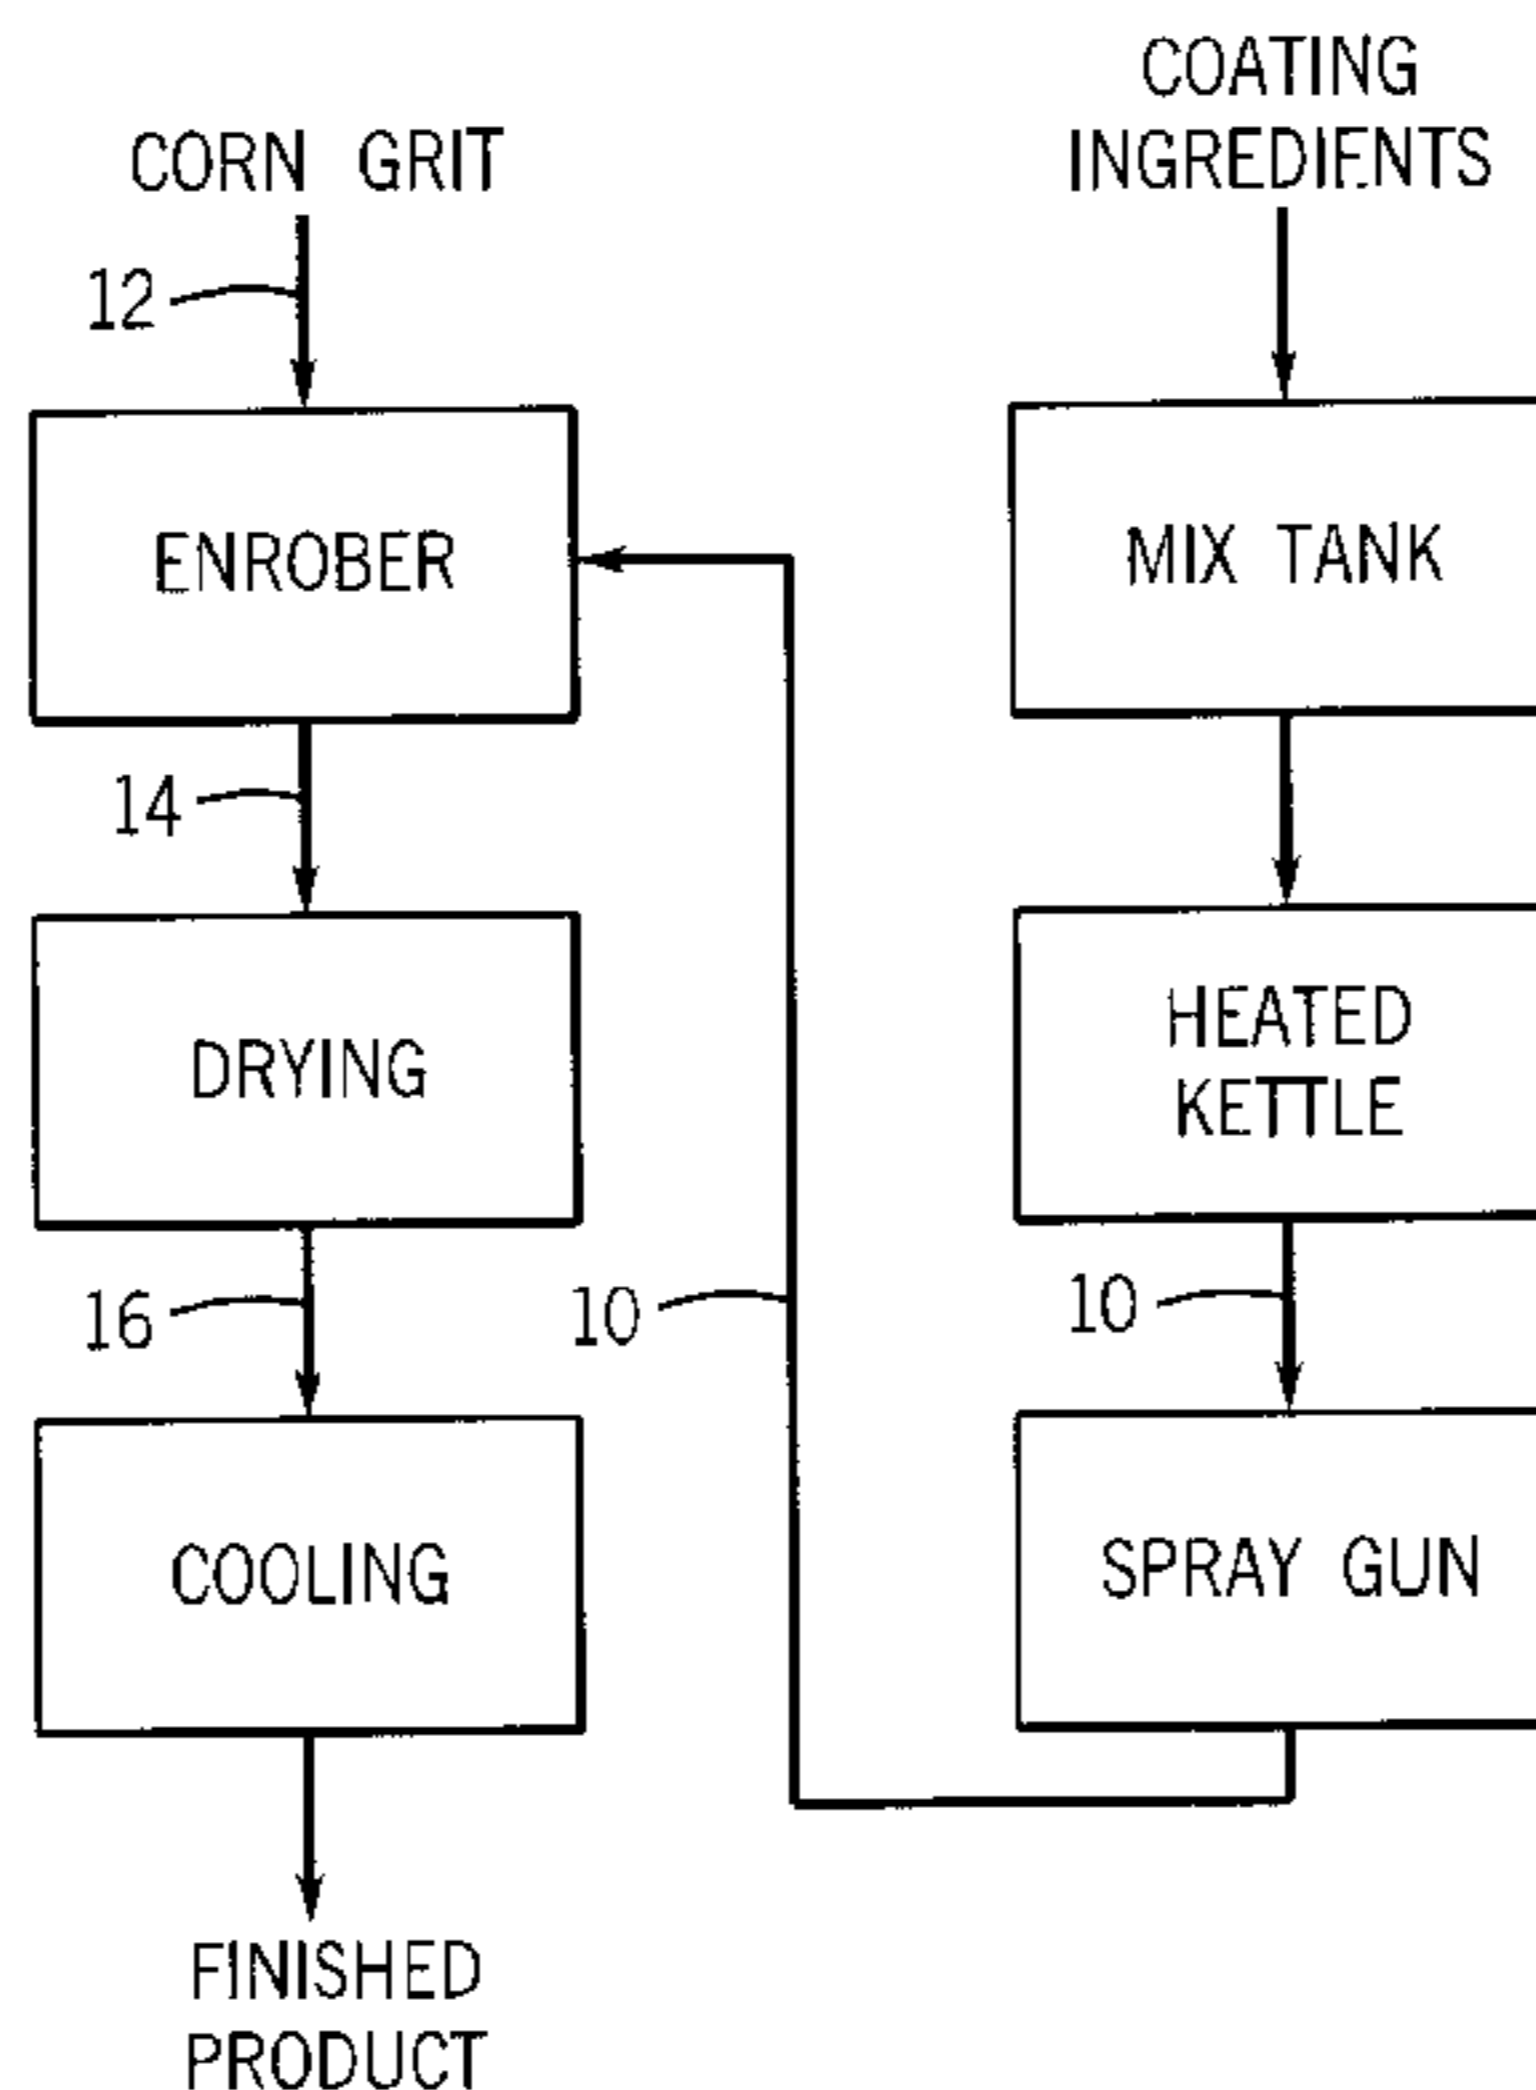 COATING
INGREDIENTS
CORN GRIT
12
ENROBER
MIX TANK
14
HEATED
KETTLE
DRYING
16
10
10
COOLING
SPRAY GUN
FINISHED
PRODUCT